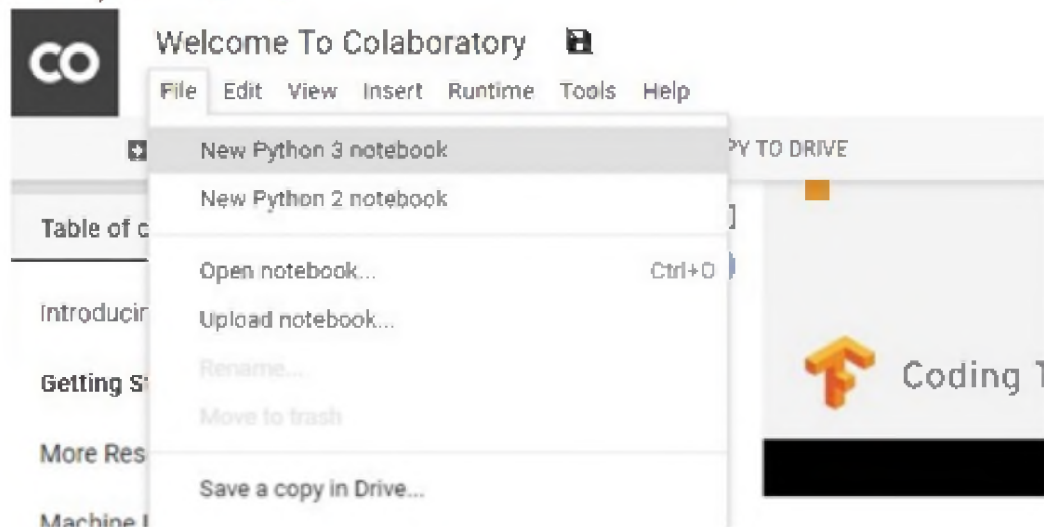 CO
Welcome To Colaboratory
File Edit View Insert Runtime Tools Help
New Python 3 notebook
PY TO DRIVE
New Python 2 notebook
Table of c
Open notebook... Ctrl+O
Introducin
Upload notebook...
Rename...
Getting St
Coding T
Move to trash
More Res
Save a copy in Drive...
Machine L